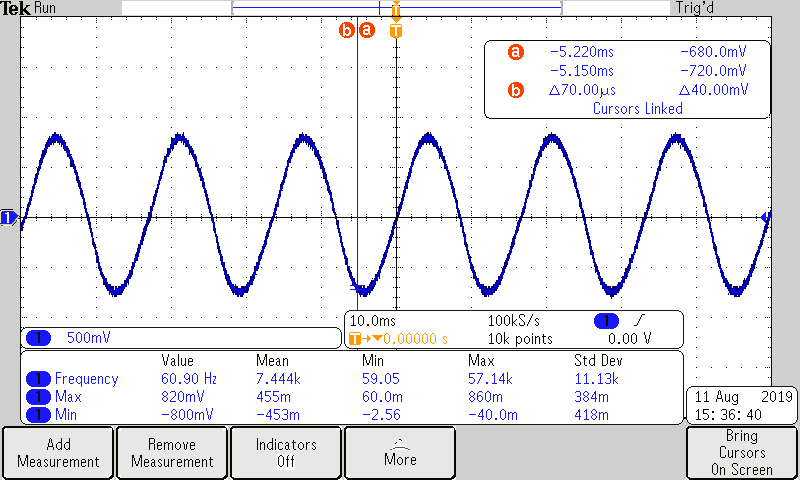 Tek Run Trig'd
T
b a T
a -5.220ms -680.0mV
-5.150ms -720.0mV
b Δ70.00µs Δ40.00mV
Cursors Linked
T
1 500mV
10.0ms 100kS/s 1
T→▼0.00000 s 10k points 0.00 V
Value Mean Min Max Std Dev
1 Frequency 60.90 Hz 7.444k 59.05 57.14k 11.13k
1 Max 820mV 455m 60.0m 860m 384m
1 Min -800mV -453m -2.56 -40.0m 418m
11 Aug 2019
15:36:40
Add
Measurement
Remove
Measurement
Indicators
Off
More
Bring
Cursors
On Screen